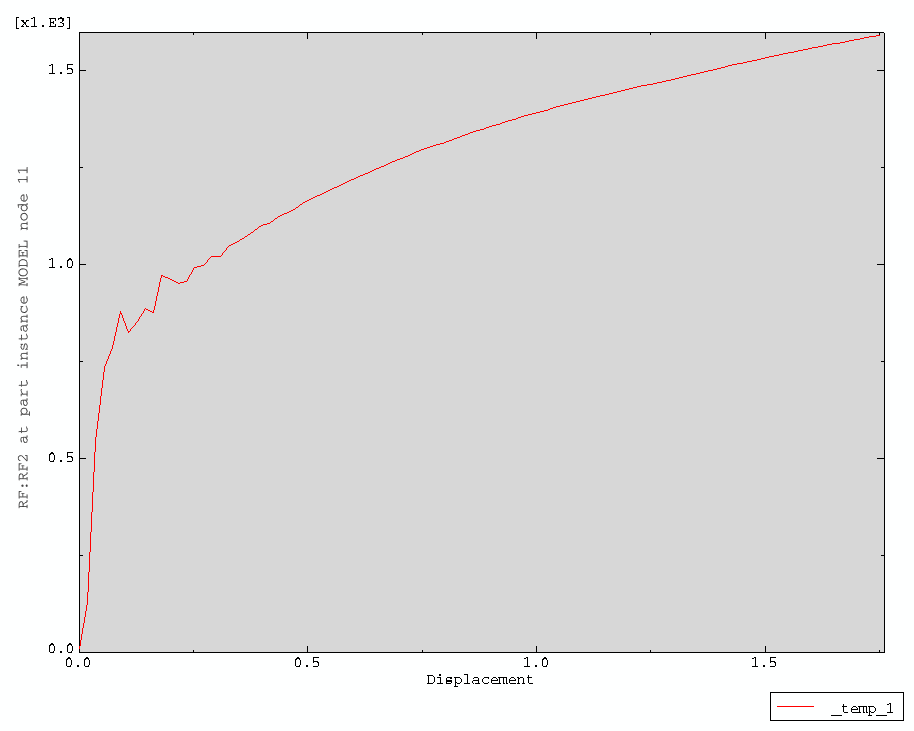 [x1.E3]
RF:RF2 at part instance MODEL node 11
1.5
1.0
0.5
0.0
0.0 0.5 1.0 1.5
Displacement
_temp_1